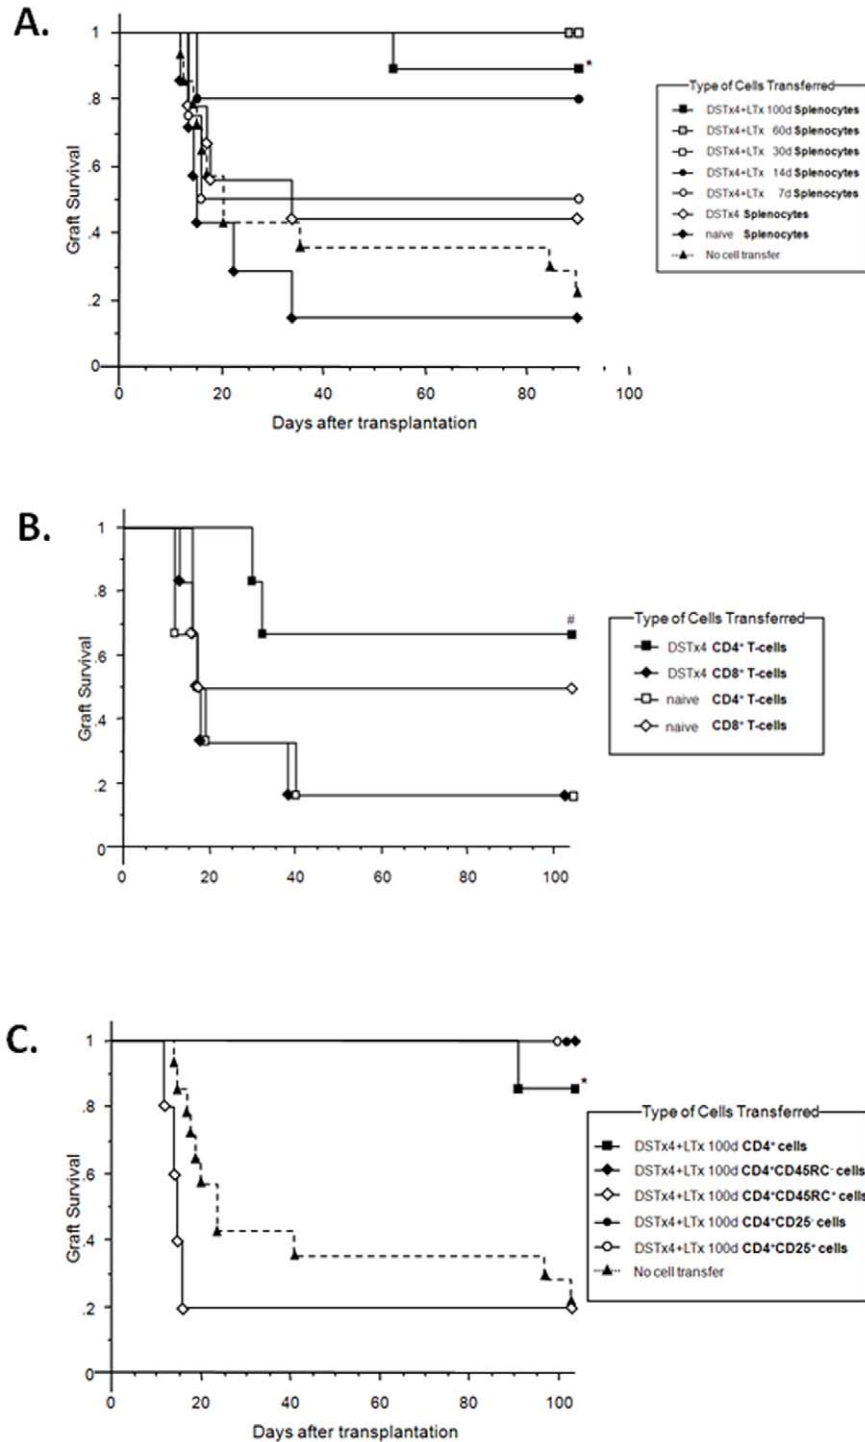 A.
1
.8
.6
.4
.2
0
Graft Survival
0 20 40 60 80 100
Days after transplantation
*
Type of Cells Transferred
DSTx4+LTx 100d Splenocytes
DSTx4+LTx 60d Splenocytes
DSTx4+LTx 30d Splenocytes
DSTx4+LTx 14d Splenocytes
DSTx4+LTx 7d Splenocytes
DSTx4 Splenocytes
naïve Splenocytes
No cell transfer
B.
1
.8
.6
.4
.2
0
Graft Survival
0 20 40 60 80 100
#
Type of Cells Transferred
DSTx4 CD4⁺ T-cells
DSTx4 CD8⁺ T-cells
naive CD4⁺ T-cells
naive CD8⁺ T-cells
C.
1
.8
.6
.4
.2
0
Graft Survival
0 20 40 60 80 100
Days after transplantation
*
Type of Cells Transferred
DSTx4+LTx 100d CD4⁺ cells
DSTx4+LTx 100d CD4⁺CD45RC⁻ cells
DSTx4+LTx 100d CD4⁺CD45RC⁺ cells
DSTx4+LTx 100d CD4⁺CD25⁻ cells
DSTx4+LTx 100d CD4⁺CD25⁺ cells
No cell transfer